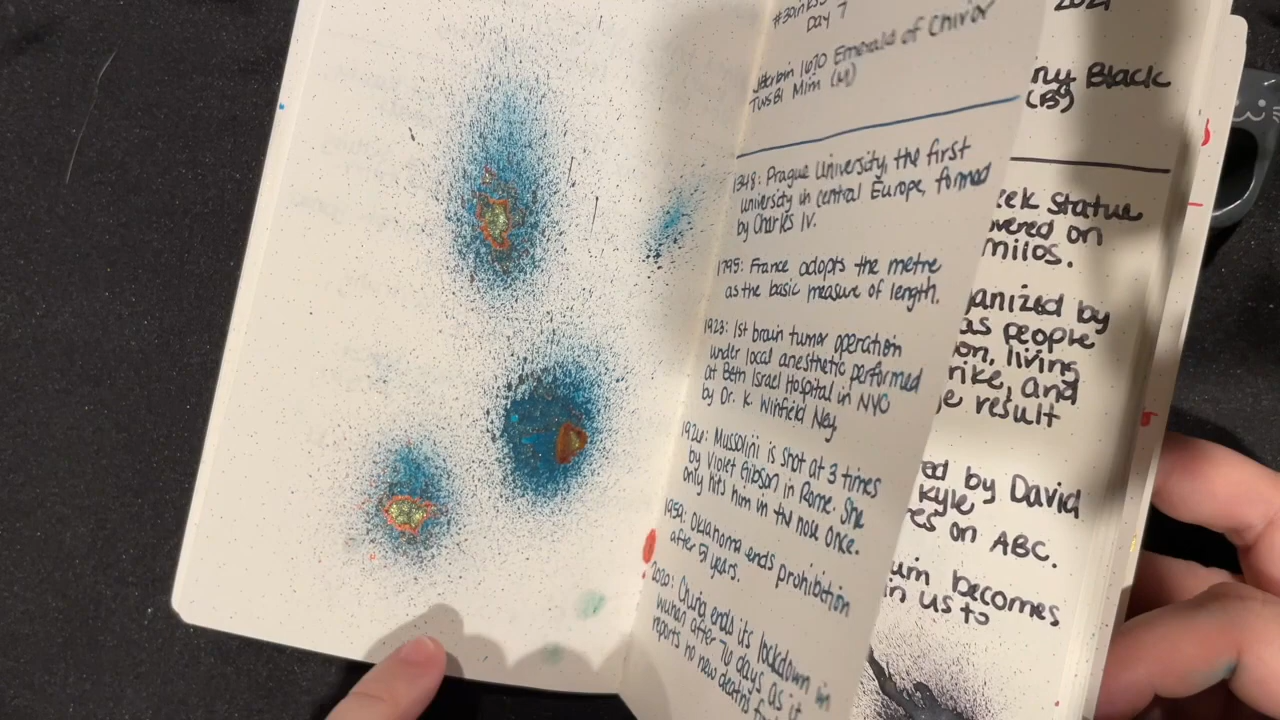 Day 7
Jherbin 1670 Emerald of Chivor
TWSBI Mini (M)
1348: Prague University, the first
university in central Europe, formed
by Charles IV.
1795: France adopts the metre
as the basic measure of length.
1923: 1st brain tumor operation
under local anesthetic performed
at Beth Israel Hospital in NYC
by Dr. K. Winfield Ney
1926: Mussolini is shot at 3 times
by Violet Gibson in Rome. She
only hits him in the nose once.
1959: Oklahoma ends prohibition
after 51 years.
2020: China ends its lockdown in
wuhan after 76 days as it
reports no new deaths
2021
ny Black
(B)
eek statue
vered on
milos.
ganized by
as people
on, living
rike, and
e result
ed by David
Kyle
res on ABC.
um becomes
in US to